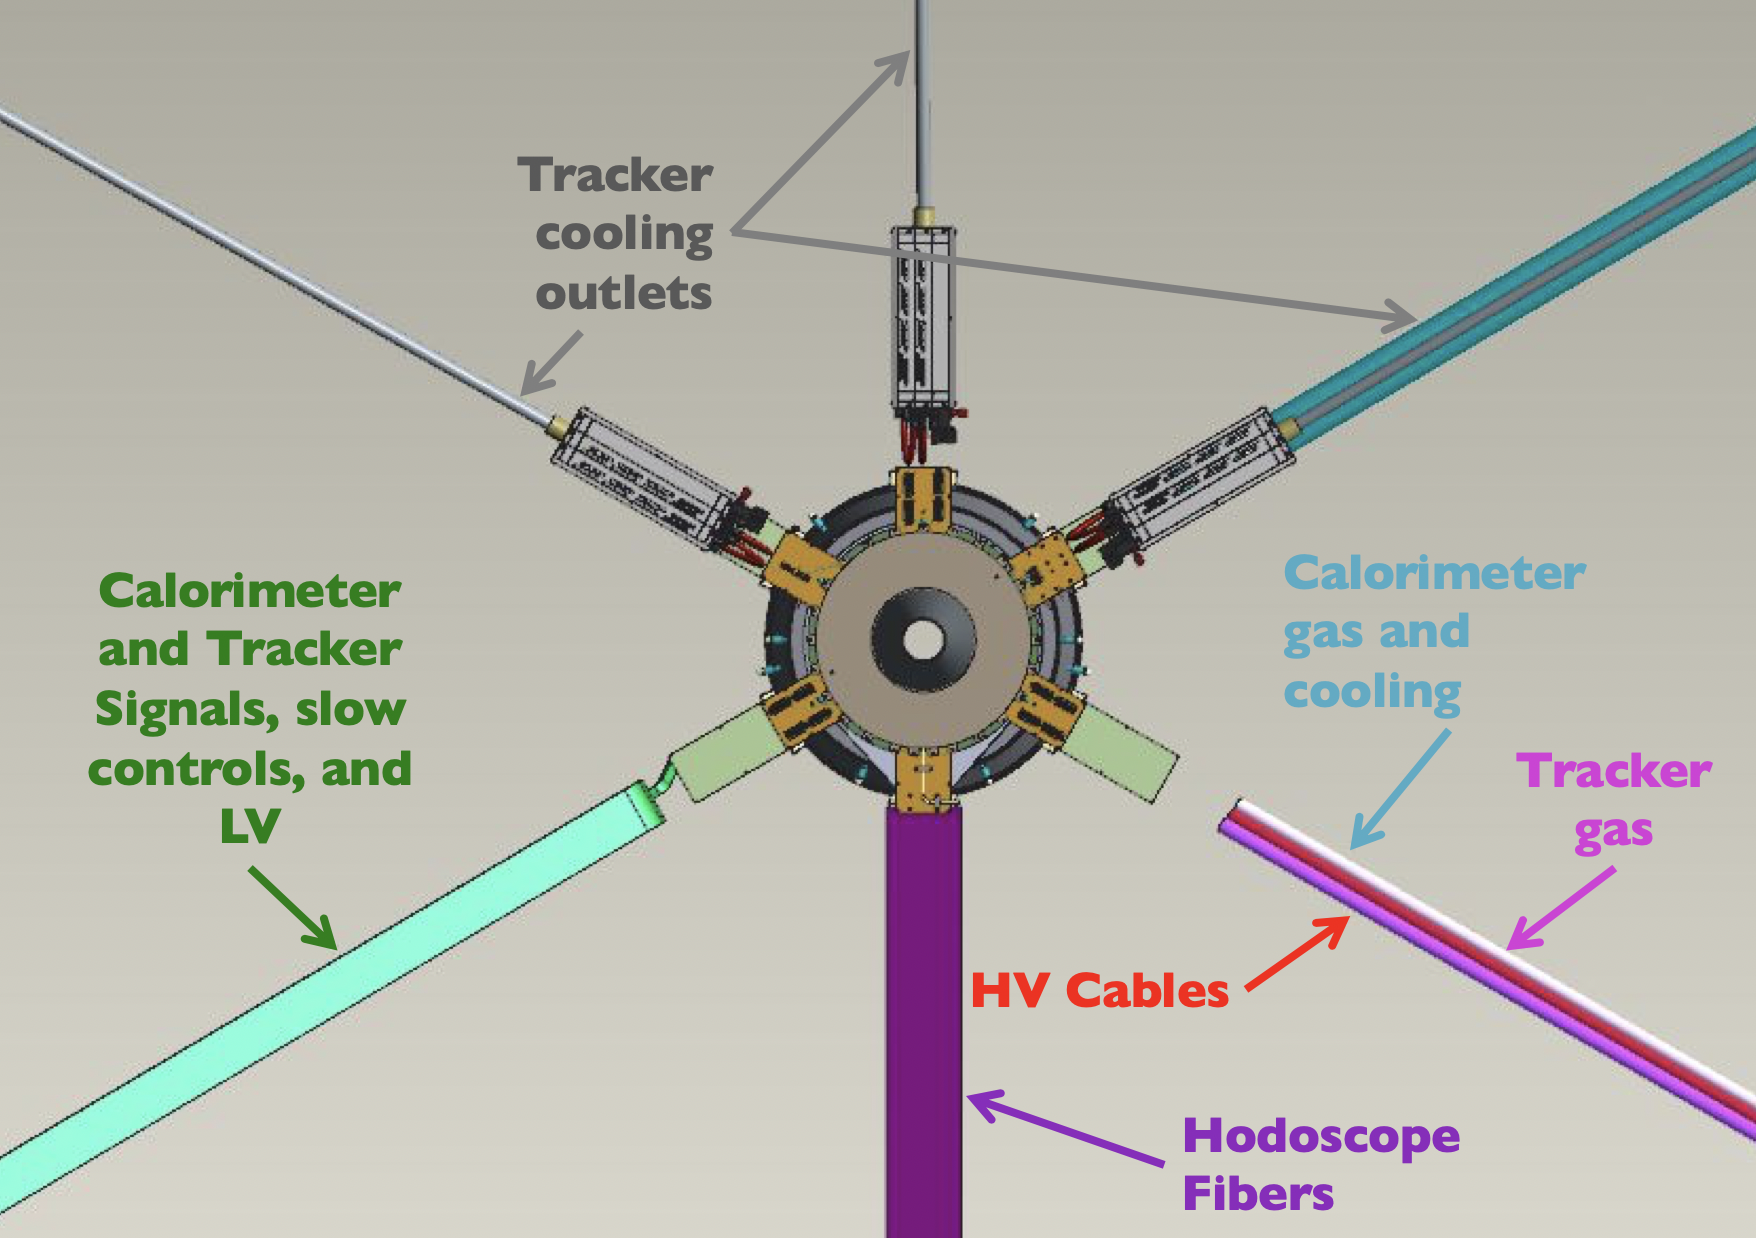 Tracker
cooling
outlets
Calorimeter
and Tracker
Signals, slow
controls, and
LV
Calorimeter
gas and
cooling
Tracker
gas
HV Cables
Hodoscope
Fibers